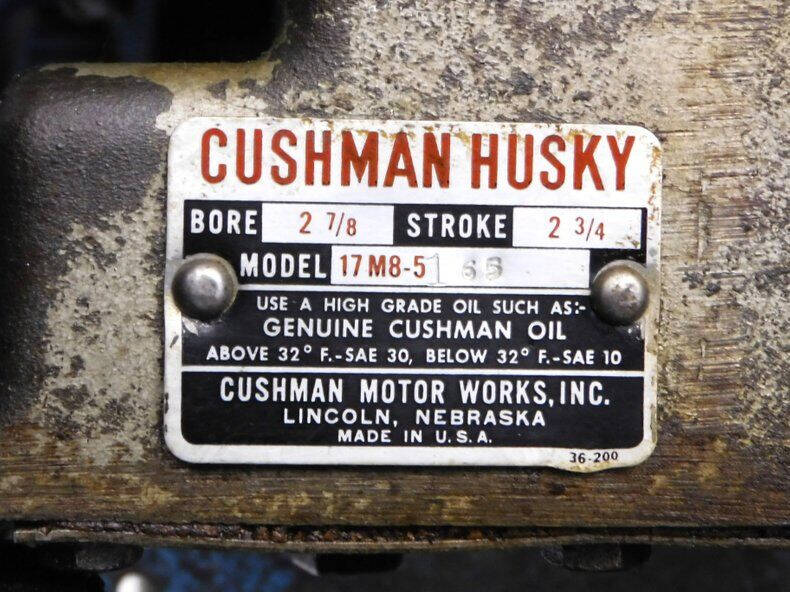 CUSHMAN HUSKY
BORE 2 7/8 STROKE 2 3/4
MODEL 17M8-51 65
USE A HIGH GRADE OIL SUCH AS:-
GENUINE CUSHMAN OIL
ABOVE 32° F.-SAE 30, BELOW 32° F.-SAE 10
CUSHMAN MOTOR WORKS, INC.
LINCOLN, NEBRASKA
MADE IN U.S.A.
36-200